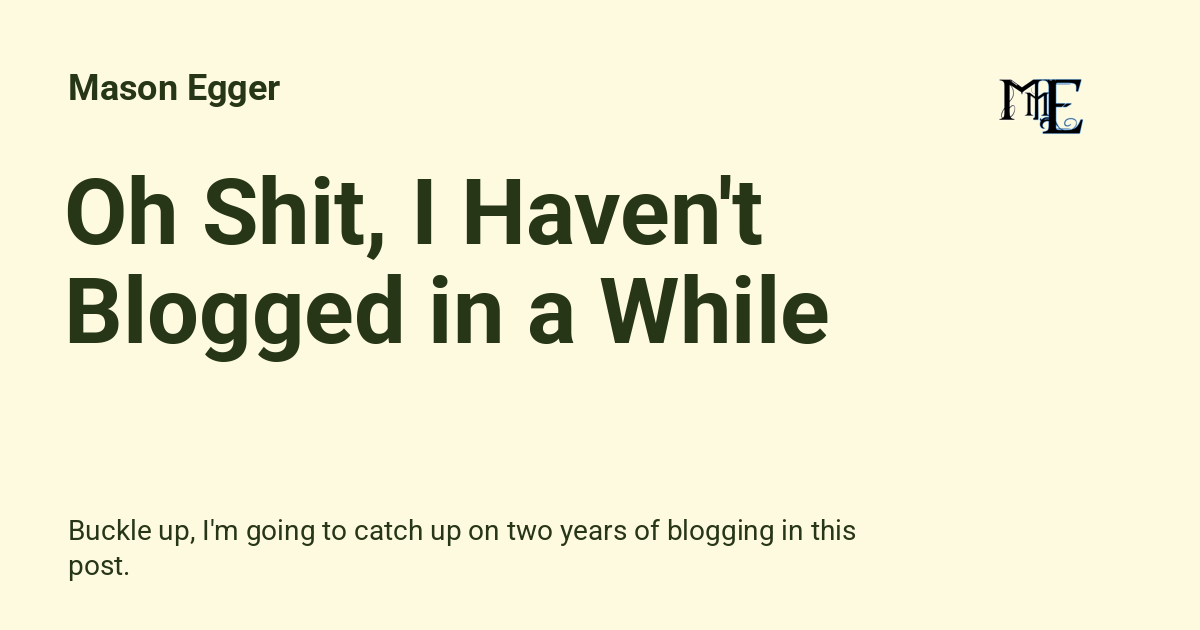 Mason Egger
MmE
Oh Shit, I Haven't
Blogged in a While
Buckle up, I'm going to catch up on two years of blogging in this
post.